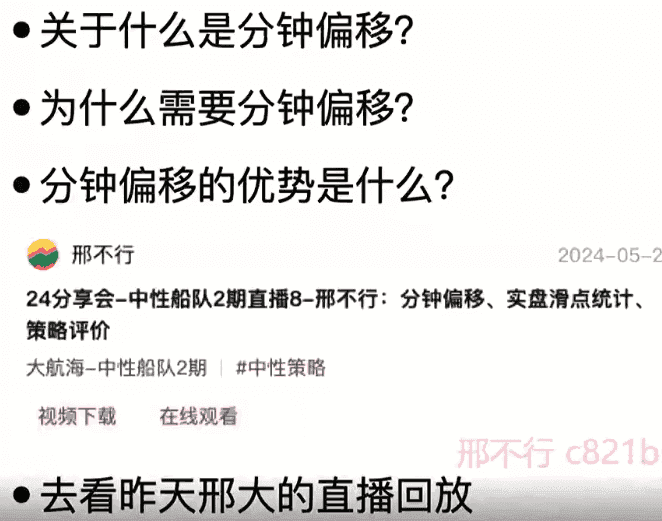 • 关于什么是分钟偏移?
• 为什么需要分钟偏移?
• 分钟偏移的优势是什么?
邢不行 2024-05-2
24分享会-中性船队2期直播8-邢不行：分钟偏移、实盘滑点统计、
策略评价
大航海-中性船队2期 | #中性策略
视频下载 在线观看
邢不行 c821b
• 去看昨天邢大的直播回放